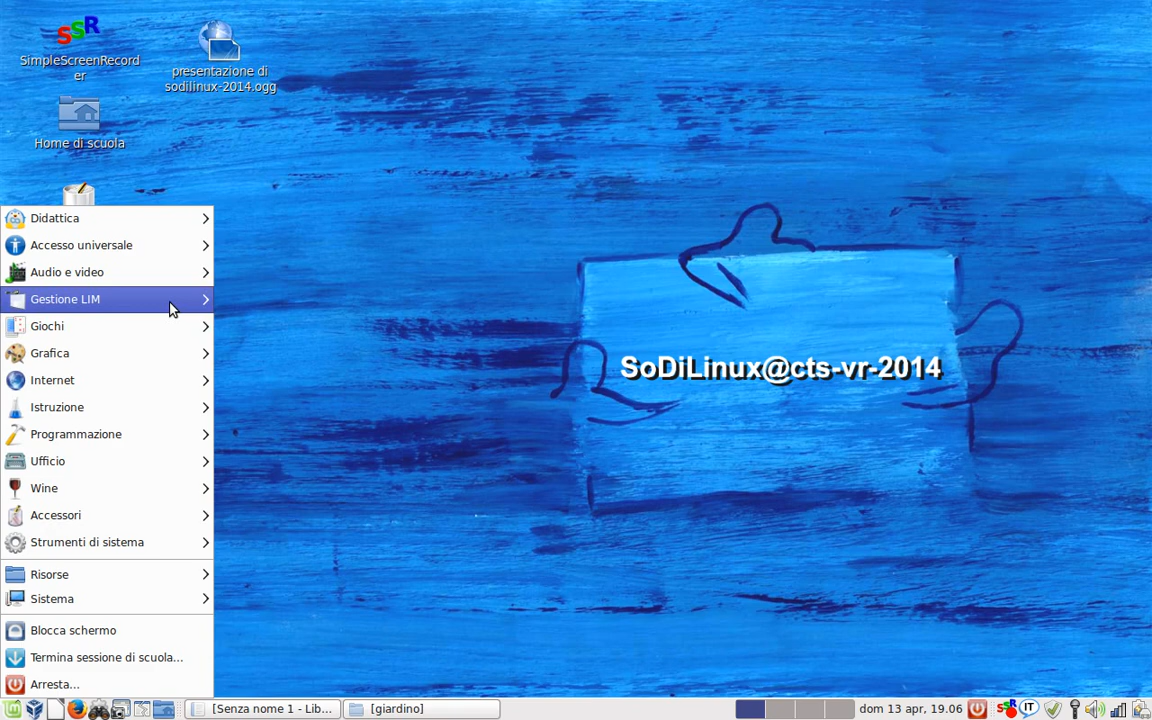 SSR
SimpleScreenRecord
er
presentazione di
sodilinux-2014.ogg
Home di scuola
Didattica
Accesso universale
Audio e video
Gestione LIM
Giochi
Grafica
Internet
Istruzione
Programmazione
Ufficio
Wine
Accessori
Strumenti di sistema
Risorse
Sistema
Blocca schermo
Termina sessione di scuola...
Arresta...
SoDiLinux@cts-vr-2014
[Senza nome 1 - Lib...
[giardino]
dom 13 apr, 19.06
SSR
IT